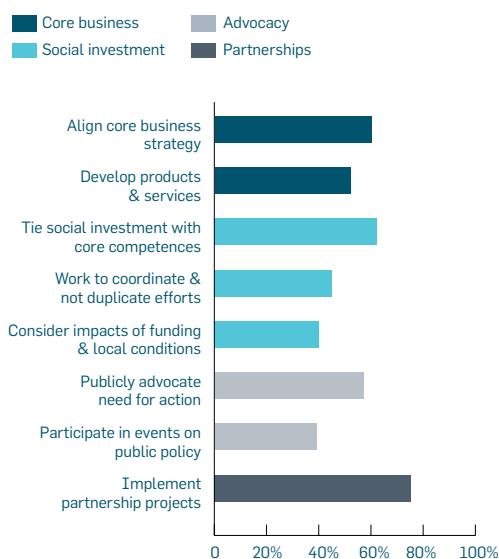 Core business
Advocacy
Social investment
Partnerships
Align core business
strategy
Develop products
& services
Tie social investment with
core competences
Work to coordinate &
not duplicate efforts
Consider impacts of funding
& local conditions
Publicly advocate
need for action
Participate in events on
public policy
Implement
partnership projects
0 20% 40% 60% 80% 100%